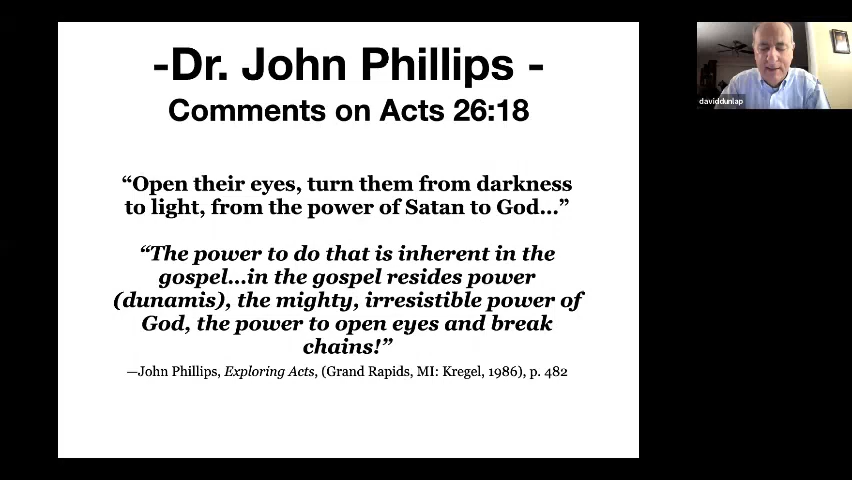 -Dr. John Phillips -
Comments on Acts 26:18
“Open their eyes, turn them from darkness
to light, from the power of Satan to God...”
“The power to do that is inherent in the
gospel...in the gospel resides power
(dunamis), the mighty, irresistible power of
God, the power to open eyes and break
chains!”
—John Phillips, Exploring Acts, (Grand Rapids, MI: Kregel, 1986), p. 482
daviddunlap